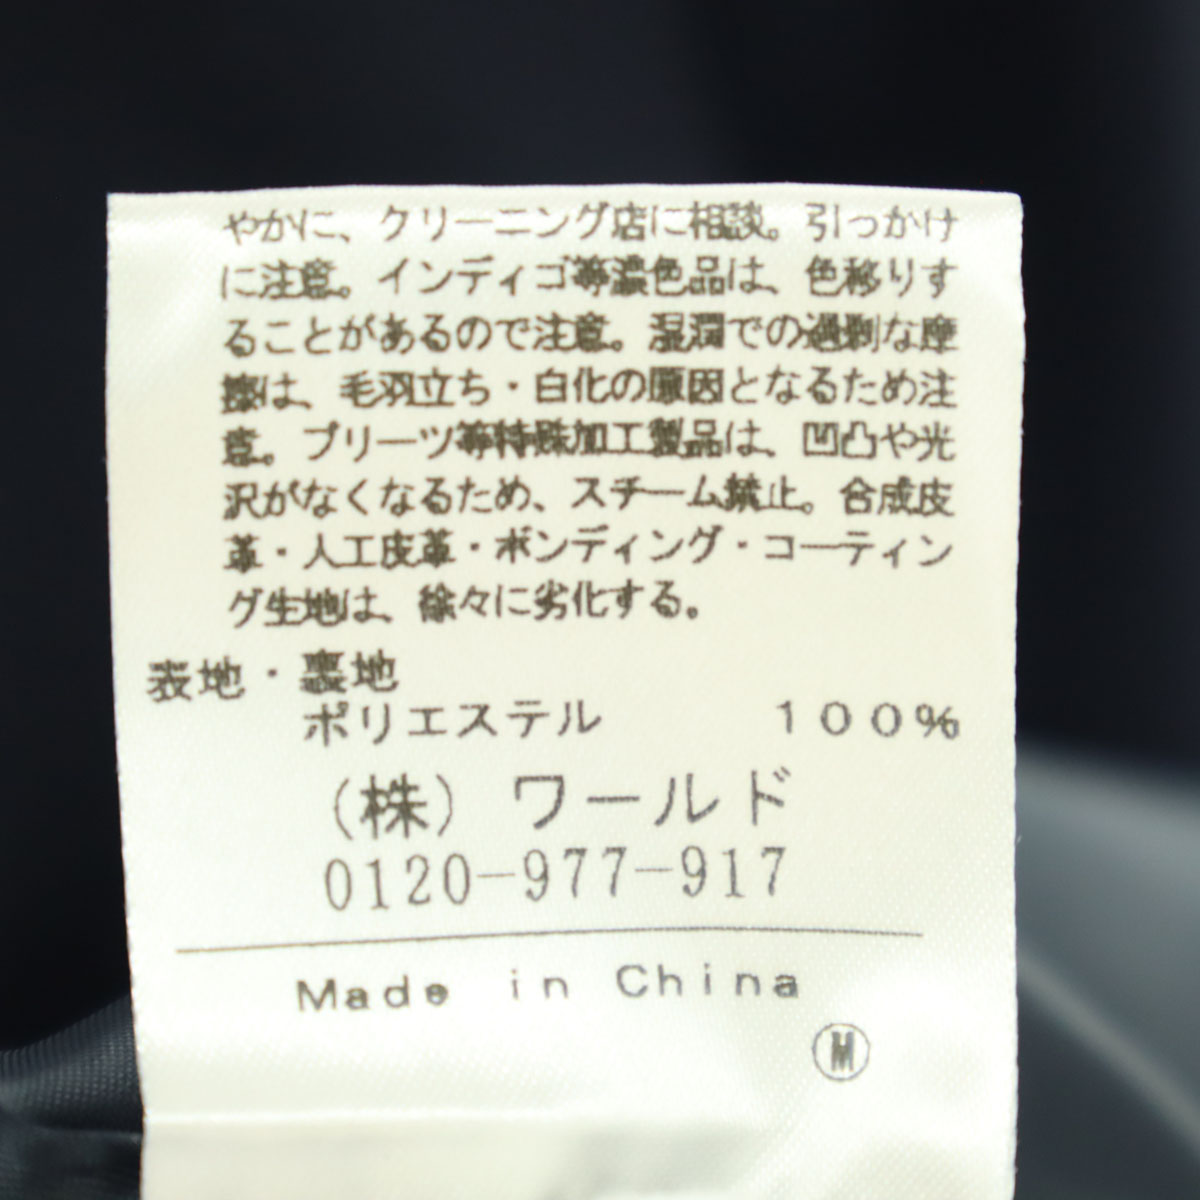 やかに、クリーニング店に相談。引っかけ
に注意。インディゴ等濃色品は、色移りす
ることがあるので注意。湿潤での過剰な摩
擦は、毛羽立ち・白化の原因となるため注
意。プリーツ等特殊加工製品は、凹凸や光
沢がなくなるため、スチーム禁止。合成皮
革・人工皮革・ボンディング・コーティン
グ生地は、徐々に劣化する。
表地・裏地
ポリエステル 100%
(株) ワールド
0120-977-917
Made in China
Ⓜ